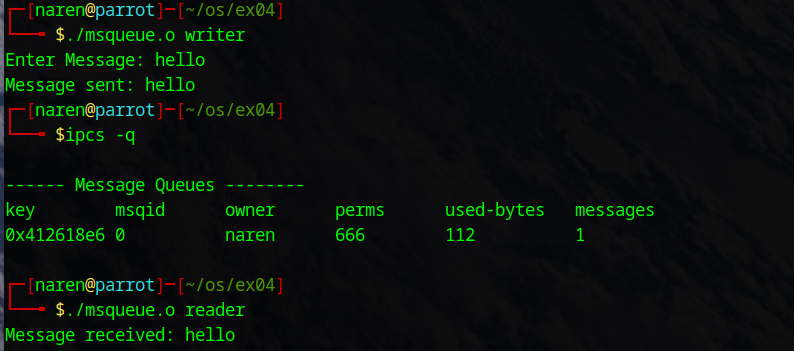 ┌─[naren@parrot]─[~/os/ex04]
└──╼ $./msqueue.o writer
Enter Message: hello
Message sent: hello
┌─[naren@parrot]─[~/os/ex04]
└──╼ $ipcs -q

------ Message Queues --------
key        msqid      owner      perms      used-bytes   messages
0x412618e6 0          naren      666        112          1

┌─[naren@parrot]─[~/os/ex04]
└──╼ $./msqueue.o reader
Message received: hello